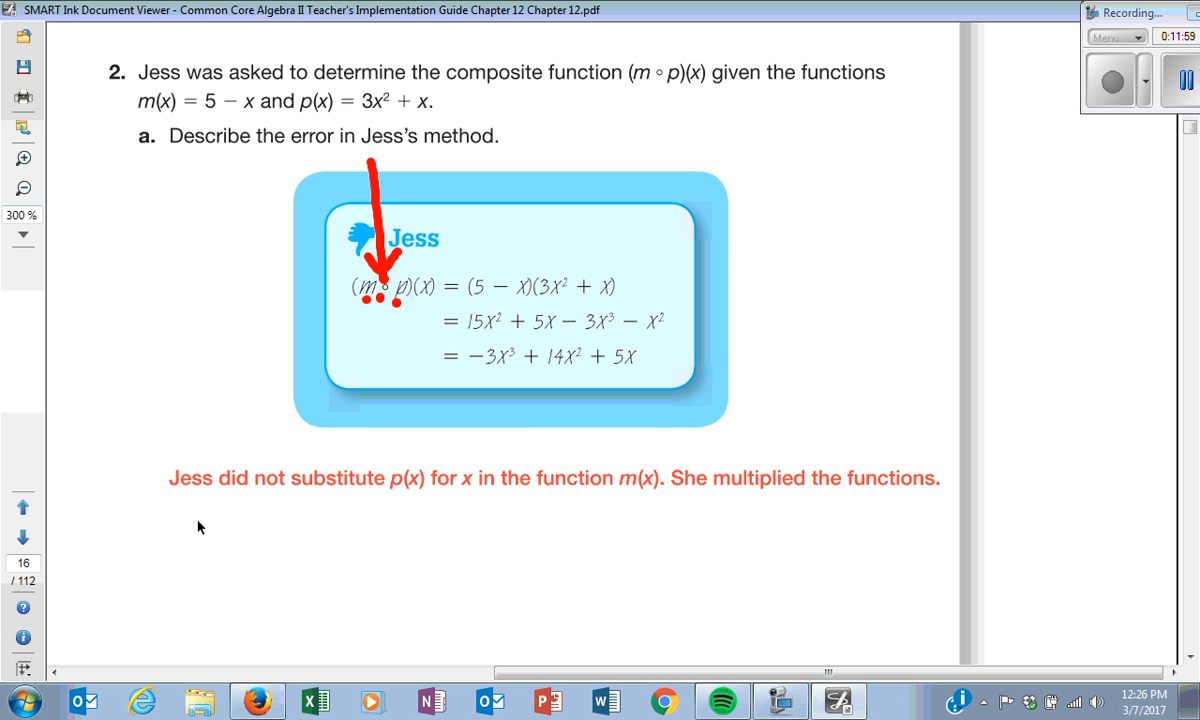 SMART Ink Document Viewer - Common Core Algebra II Teacher's Implementation Guide Chapter 12 Chapter 12.pdf
Recording...
Menu
0:11:59
300 %
2. Jess was asked to determine the composite function (m ∘ p)(x) given the functions
m(x) = 5 − x and p(x) = 3x² + x.
a. Describe the error in Jess's method.
Jess
(m ∘ p)(x) = (5 − x)(3x² + x)
= 15x² + 5x − 3x³ − x²
= −3x³ + 14x² + 5x
Jess did not substitute p(x) for x in the function m(x). She multiplied the functions.
16
/ 112
12:26 PM
3/7/2017